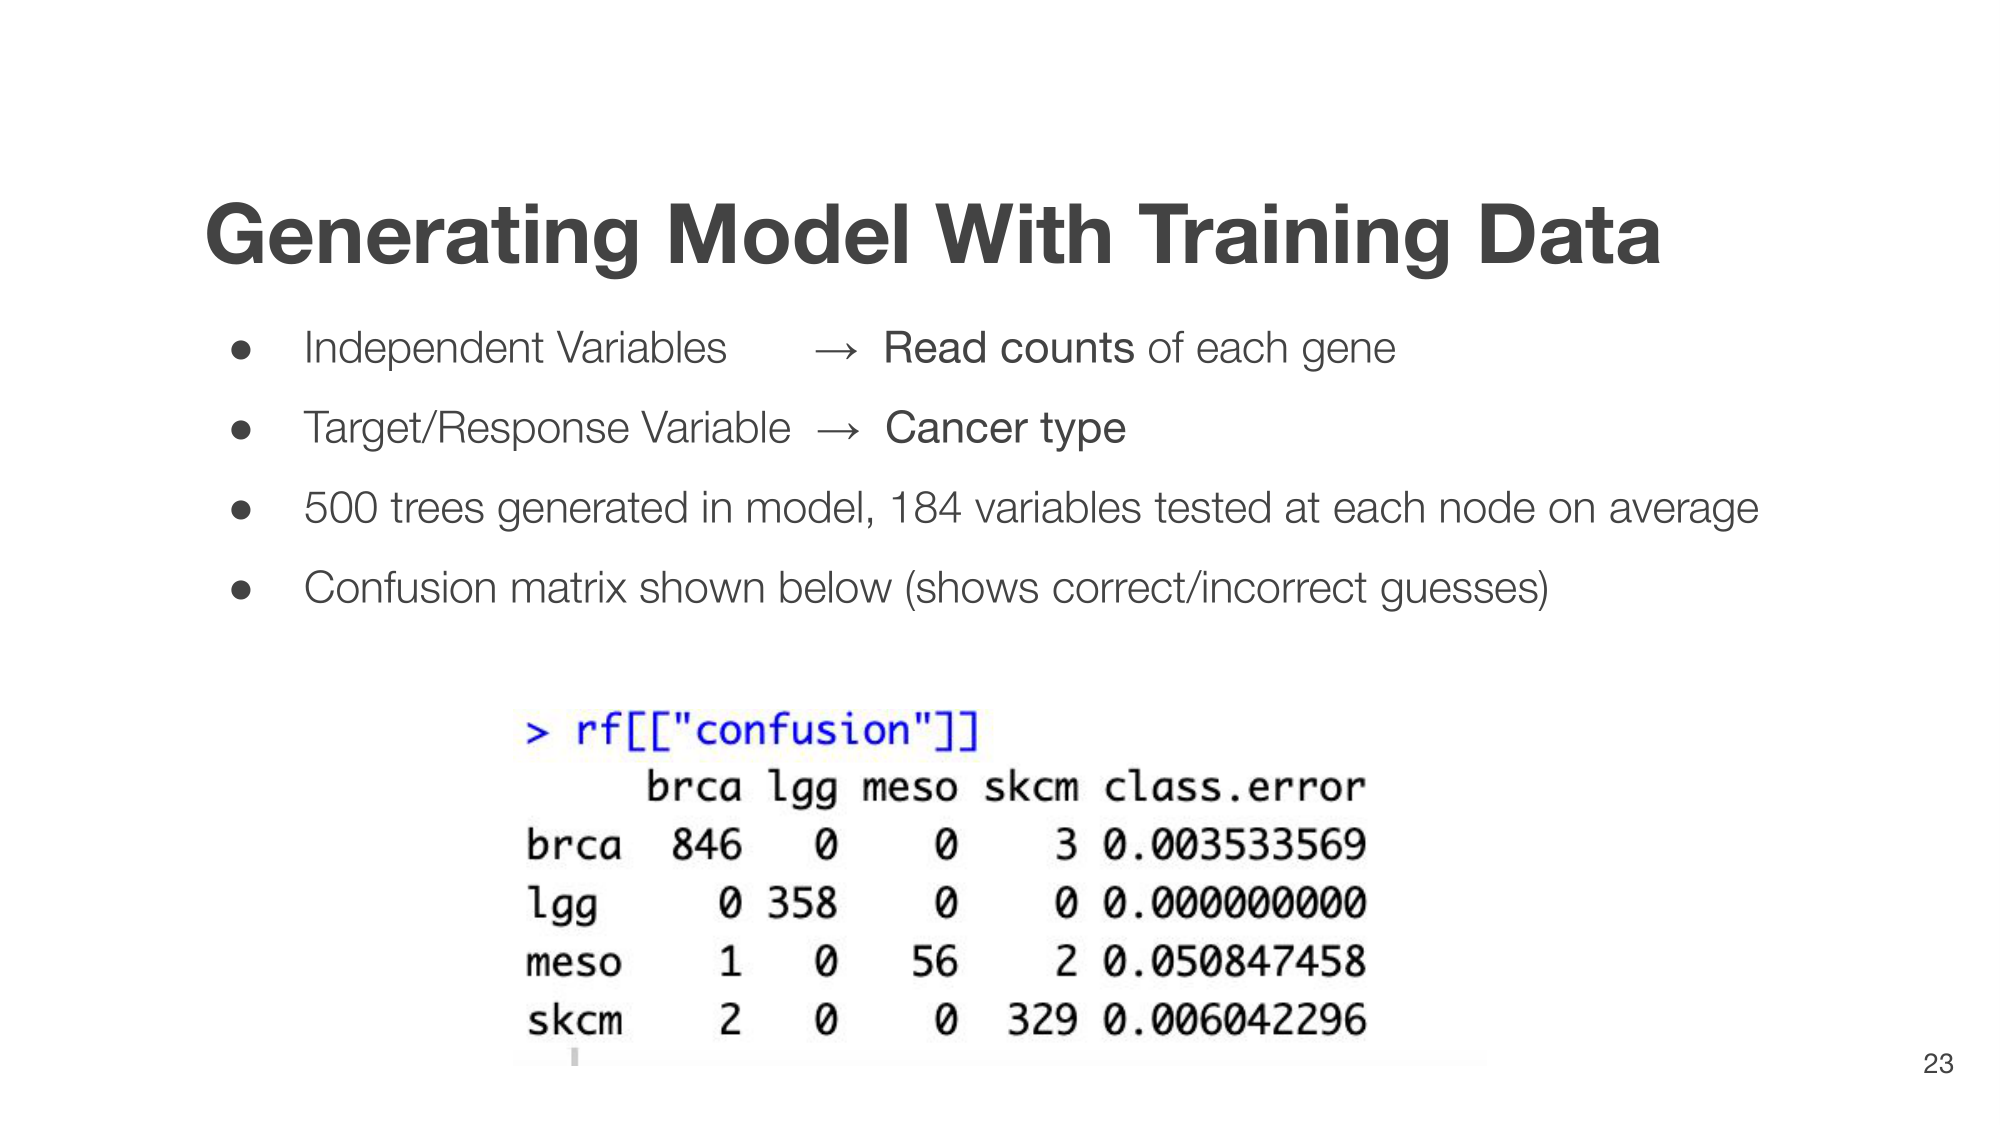 Generating Model With Training Data
● Independent Variables → Read counts of each gene
● Target/Response Variable → Cancer type
● 500 trees generated in model, 184 variables tested at each node on average
● Confusion matrix shown below (shows correct/incorrect guesses)
> rf[["confusion"]]
brca lgg meso skcm class.error
brca 846 0 0 3 0.003533569
lgg 0 358 0 0 0.000000000
meso 1 0 56 2 0.050847458
skcm 2 0 0 329 0.006042296
23